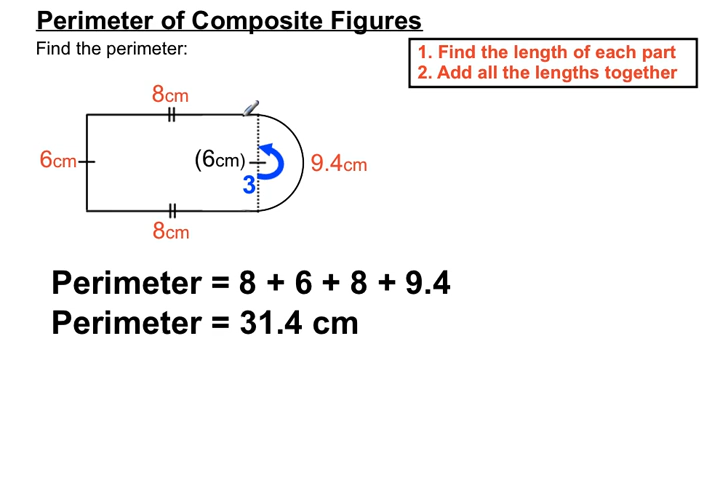 Perimeter of Composite Figures
Find the perimeter:
1. Find the length of each part
2. Add all the lengths together
8cm
6cm
(6cm)
9.4cm
3
8cm
Perimeter = 8 + 6 + 8 + 9.4
Perimeter = 31.4 cm